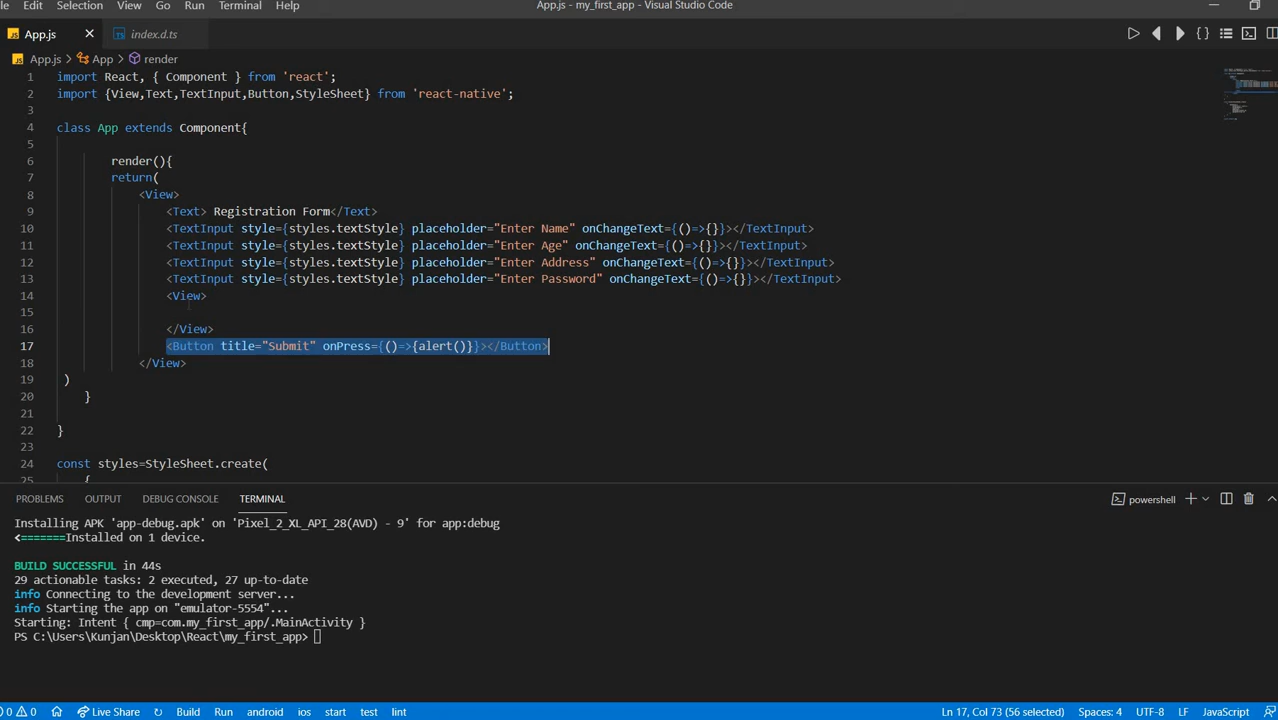 le Edit Selection View Go Run Terminal Help App.js - my_first_app - Visual Studio Code
JS App.js TS index.d.ts
JS App.js > App > render
1 import React, { Component } from 'react';
2 import {View,Text,TextInput,Button,StyleSheet} from 'react-native';
3
4 class App extends Component{
5
6 render(){
7 return(
8 <View>
9 <Text> Registration Form</Text>
10 <TextInput style={styles.textStyle} placeholder="Enter Name" onChangeText={()=>{}}></TextInput>
11 <TextInput style={styles.textStyle} placeholder="Enter Age" onChangeText={()=>{}}></TextInput>
12 <TextInput style={styles.textStyle} placeholder="Enter Address" onChangeText={()=>{}}></TextInput>
13 <TextInput style={styles.textStyle} placeholder="Enter Password" onChangeText={()=>{}}></TextInput>
14 <View>
15
16 </View>
17 <Button title="Submit" onPress={()=>{alert()}}></Button>
18 </View>
19 )
20 }
21
22 }
23
24 const styles=StyleSheet.create(
25 {
PROBLEMS OUTPUT DEBUG CONSOLE TERMINAL powershell
Installing APK 'app-debug.apk' on 'Pixel_2_XL_API_28(AVD) - 9' for app:debug
<=======Installed on 1 device.
BUILD SUCCESSFUL in 44s
29 actionable tasks: 2 executed, 27 up-to-date
info Connecting to the development server...
info Starting the app on "emulator-5554"...
Starting: Intent { cmp=com.my_first_app/.MainActivity }
PS C:\Users\Kunjan\Desktop\React\my_first_app>
0 0 Live Share Build Run android ios start test lint Ln 17, Col 73 (56 selected) Spaces: 4 UTF-8 LF JavaScript